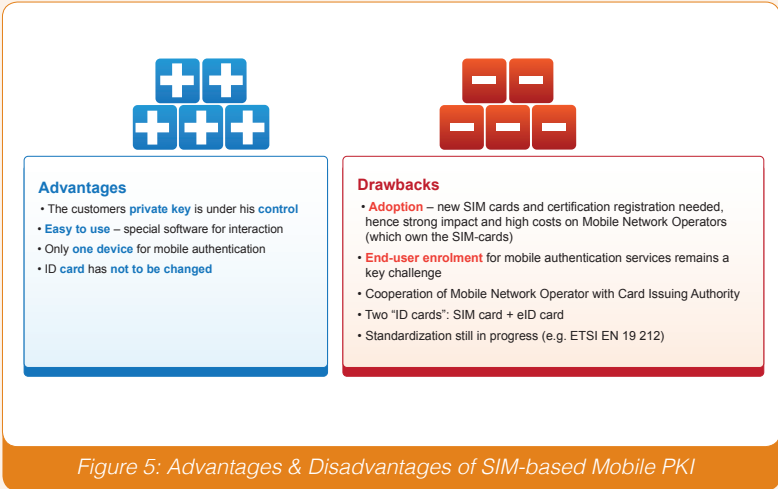 Advantages
• The customers private key is under his control
• Easy to use – special software for interaction
• Only one device for mobile authentication
• ID card has not to be changed
Drawbacks
• Adoption – new SIM cards and certification registration needed,
hence strong impact and high costs on Mobile Network Operators
(which own the SIM-cards)
• End-user enrolment for mobile authentication services remains a
key challenge
• Cooperation of Mobile Network Operator with Card Issuing Authority
• Two “ID cards”: SIM card + eID card
• Standardization still in progress (e.g. ETSI EN 19 212)
Figure 5: Advantages & Disadvantages of SIM-based Mobile PKI